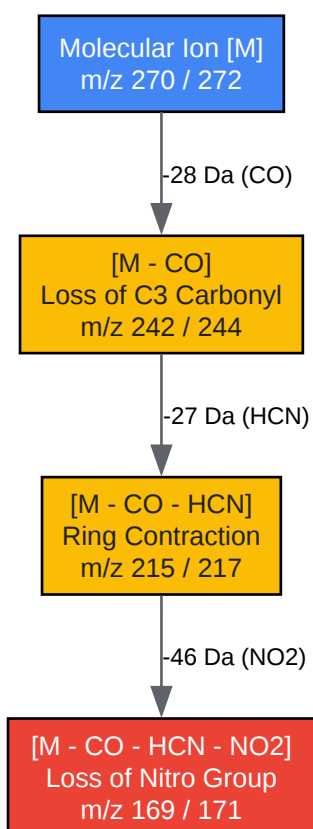 Molecular Ion [M]
m/z 270 / 272
-28 Da (CO)
[M - CO]
Loss of C3 Carbonyl
m/z 242 / 244
-27 Da (HCN)
[M - CO - HCN]
Ring Contraction
m/z 215 / 217
-46 Da (NO2)
[M - CO - HCN - NO2]
Loss of Nitro Group
m/z 169 / 171